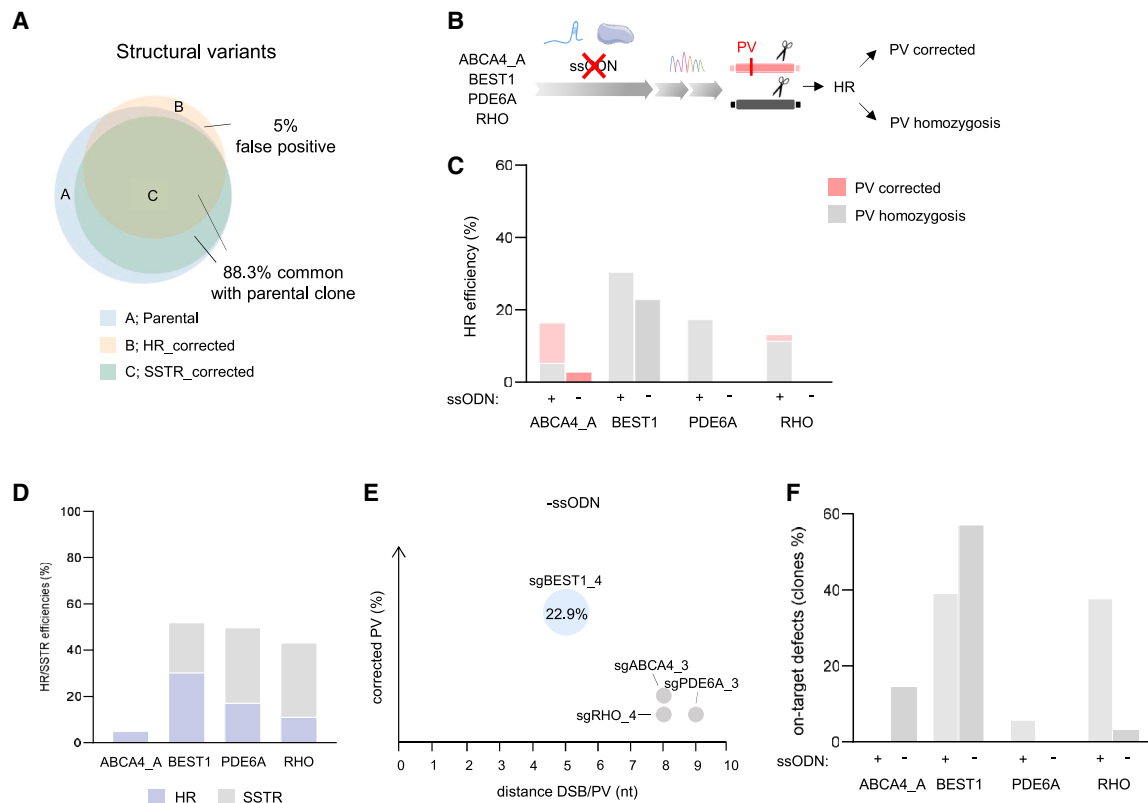 A
Structural variants
B
5%
false positive
A
C
88.3% common
with parental clone
A; Parental
B; HR_corrected
C; SSTR_corrected
B
ABCA4_A
BEST1
PDE6A
RHO
ssODN
PV
HR
PV corrected
PV homozygosis
C
HR efficiency (%)
60
40
20
0
PV corrected
PV homozygosis
ssODN: + - + - + - + -
ABCA4_A BEST1 PDE6A RHO
D
HR/SSTR efficiencies (%)
100
80
60
40
20
0
ABCA4_A BEST1 PDE6A RHO
HR SSTR
E
-ssODN
corrected PV (%)
sgBEST1_4
22.9%
sgABCA4_3
sgPDE6A_3
sgRHO_4
0 1 2 3 4 5 6 7 8 9 10
distance DSB/PV (nt)
F
on-target defects (clones %)
60
40
20
0
ssODN: + - + - + - + -
ABCA4_A BEST1 PDE6A RHO